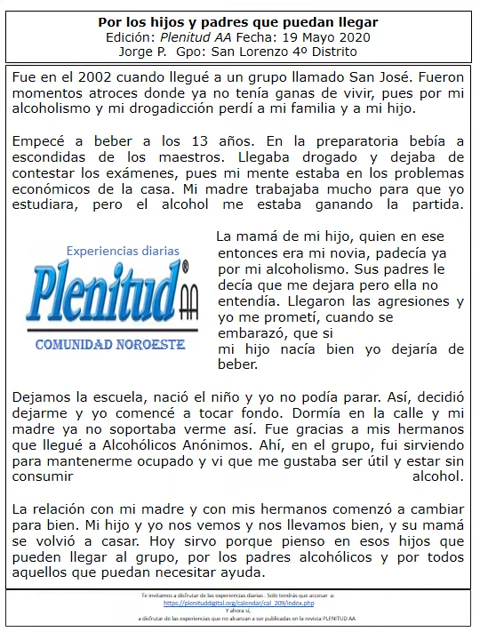 Por los hijos y padres que puedan llegar
Edición: Plenitud AA Fecha: 19 Mayo 2020
Jorge P.  Gpo: San Lorenzo 4º Distrito
Fue en el 2002 cuando llegué a un grupo llamado San José. Fueron
momentos atroces donde ya no tenía ganas de vivir, pues por mi
alcoholismo y mi drogadicción perdí a mi familia y a mi hijo.
Empecé a beber a los 13 años. En la preparatoria bebía a
escondidas de los maestros. Llegaba drogado y dejaba de
contestar los exámenes, pues mi mente estaba en los problemas
económicos de la casa. Mi madre trabajaba mucho para que yo
estudiara, pero el alcohol me estaba ganando la partida.
Experiencias diarias
Plenitud AA
®
COMUNIDAD NOROESTE
La mamá de mi hijo, quien en ese
entonces era mi novia, padecía ya
por mi alcoholismo. Sus padres le
decía que me dejara pero ella no
entendía. Llegaron las agresiones y
yo me prometí, cuando se
embarazó, que si
mi hijo nacía bien yo dejaría de
beber.
Dejamos la escuela, nació el niño y yo no podía parar. Así, decidió
dejarme y yo comencé a tocar fondo. Dormía en la calle y mi
madre ya no soportaba verme así. Fue gracias a mis hermanos
que llegué a Alcohólicos Anónimos. Ahí, en el grupo, fui sirviendo
para mantenerme ocupado y vi que me gustaba ser útil y estar sin
consumir alcohol.
La relación con mi madre y con mis hermanos comenzó a cambiar
para bien. Mi hijo y yo nos vemos y nos llevamos bien, y su mamá
se volvió a casar. Hoy sirvo porque pienso en esos hijos que
pueden llegar al grupo, por los padres alcohólicos y por todos
aquellos que puedan necesitar ayuda.
Te invitamos a disfrutar de las experiencias diarias . Solo tendrás que accesar a:
https://plenituddigital.org/calendar/cal_209/index.php
Y ahora si,
a disfrutar de las experiencias que no alcanzan a ser publicadas en la revista PLENITUD AA